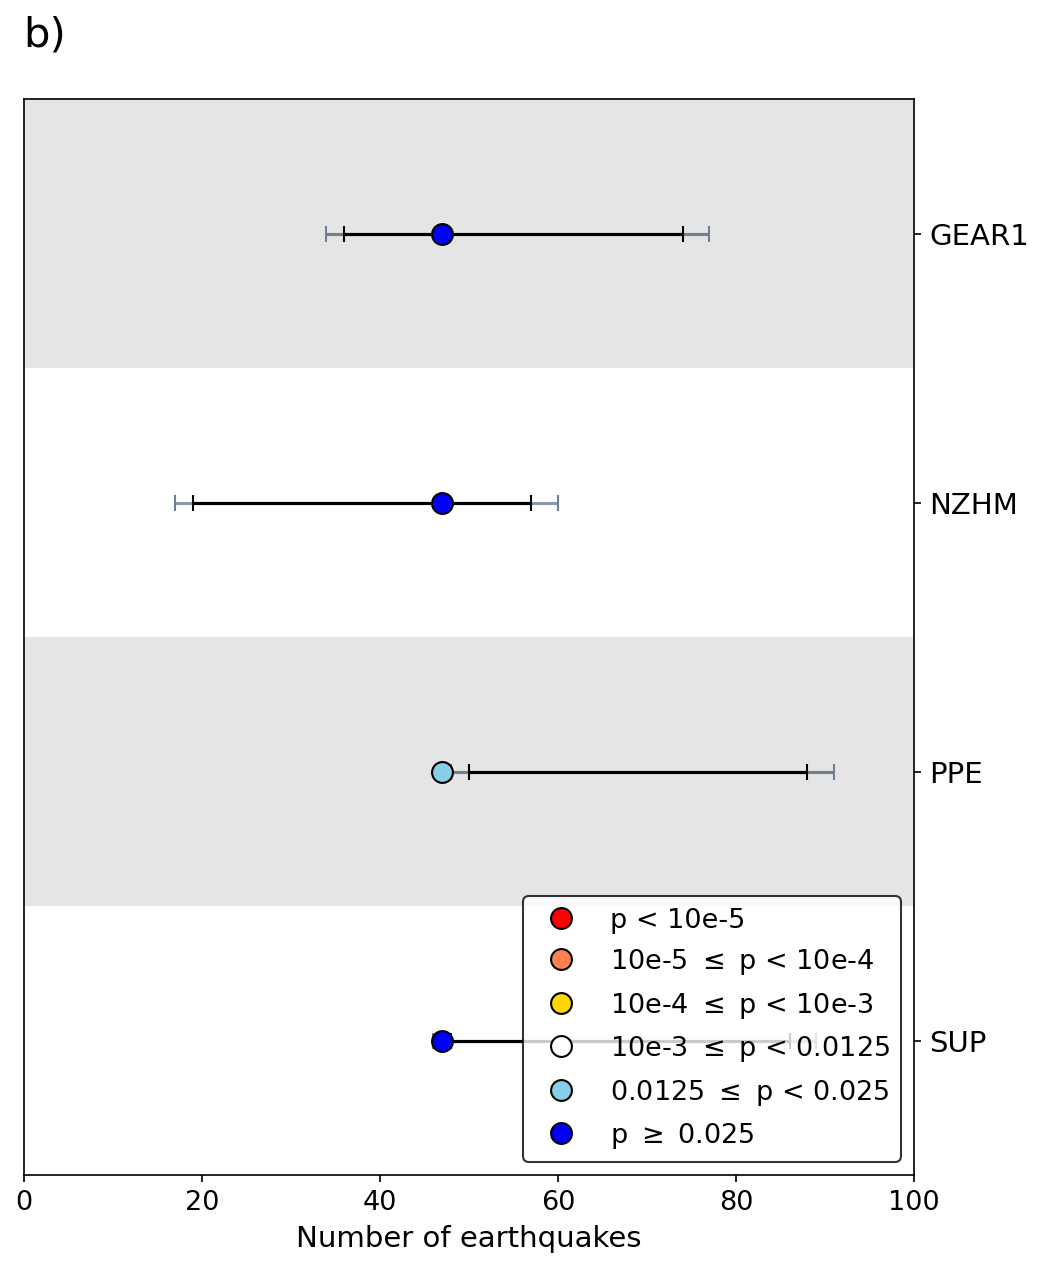 b)
GEAR1
NZHM
PPE
SUP
p < 10e-5
10e-5 ≤ p < 10e-4
10e-4 ≤ p < 10e-3
10e-3 ≤ p < 0.0125
0.0125 ≤ p < 0.025
p ≥ 0.025
0 20 40 60 80 100
Number of earthquakes